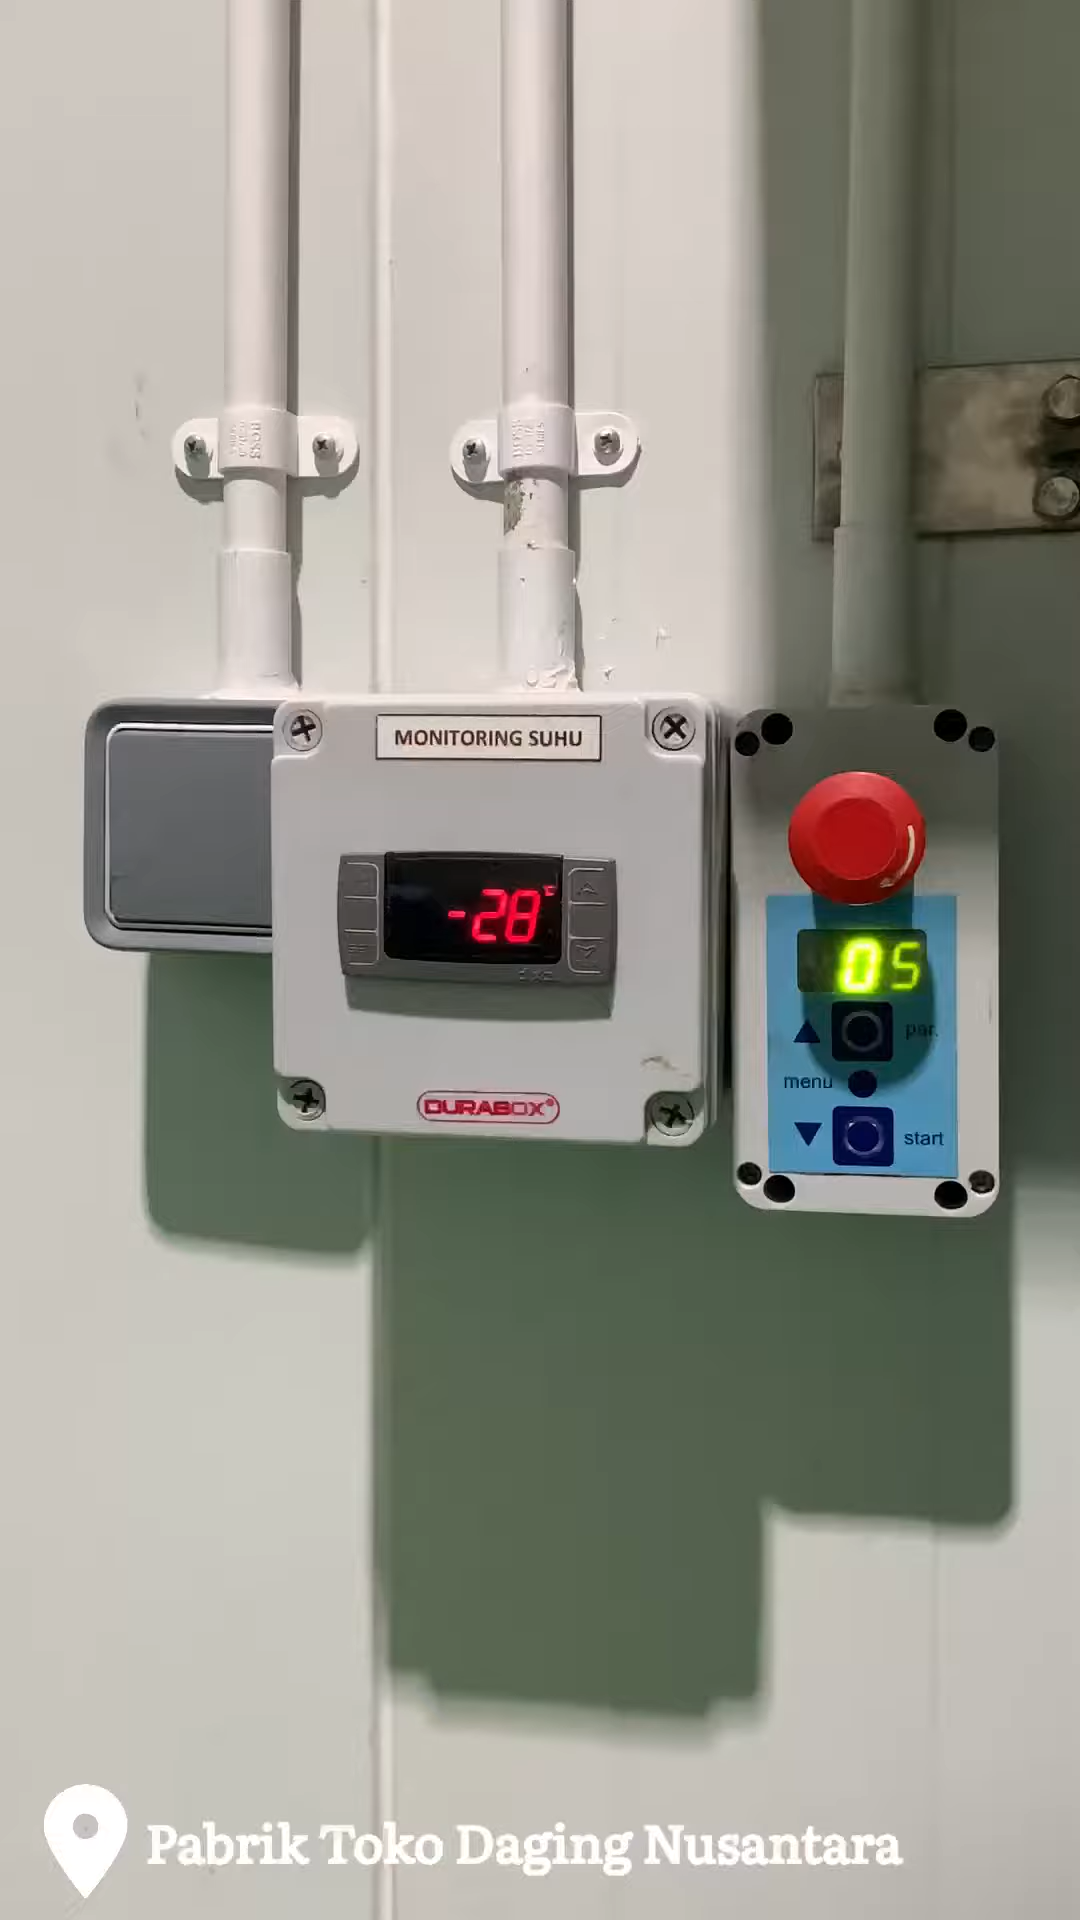 MONITORING SUHU
-28
DURABOX
05
par.
menu
start
Pabrik Toko Daging Nusantara